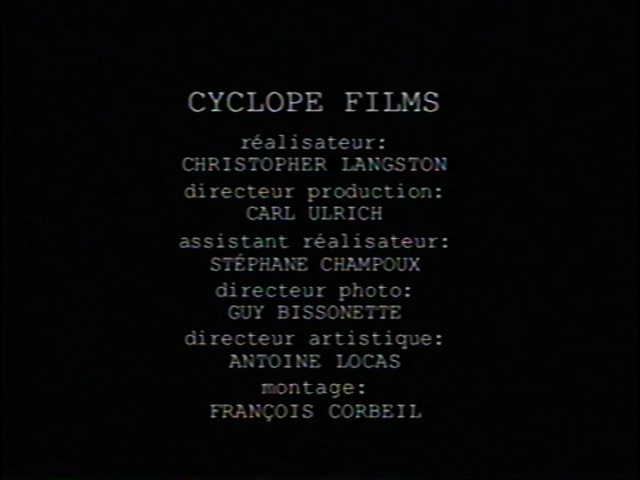 CYCLOPE FILMS
réalisateur:
CHRISTOPHER LANGSTON
directeur production:
CARL ULRICH
assistant réalisateur:
STÉPHANE CHAMPOUX
directeur photo:
GUY BISSONETTE
directeur artistique:
ANTOINE LOCAS
montage:
FRANÇOIS CORBEIL